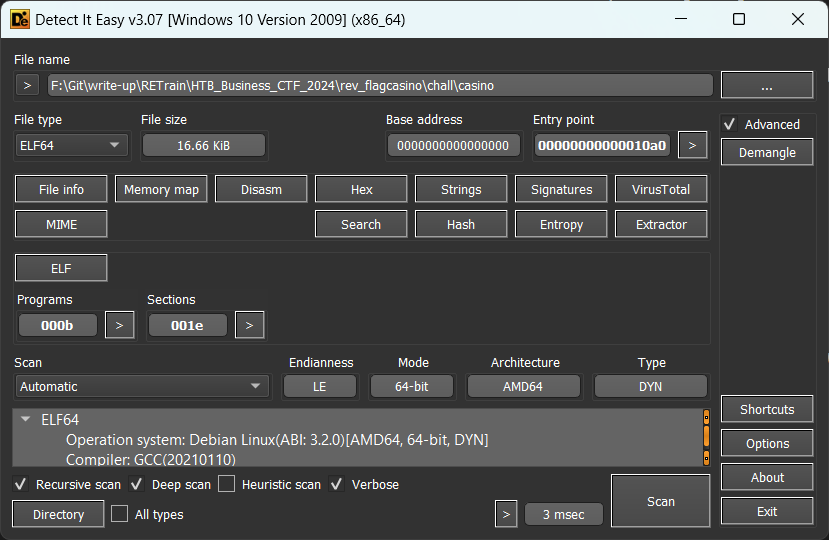 Detect It Easy v3.07 [Windows 10 Version 2009] (x86_64)
File name
> F:\Git\write-up\RETrain\HTB_Business_CTF_2024\rev_flagcasino\chall\casino ...
File type File size Base address Entry point Advanced
ELF64 16.66 KiB 0000000000000000 00000000000010a0 > Demangle
File info Memory map Disasm Hex Strings Signatures VirusTotal
MIME Search Hash Entropy Extractor
ELF
Programs Sections
000b > 001e >
Scan Endianness Mode Architecture Type
Automatic LE 64-bit AMD64 DYN
ELF64
Operation system: Debian Linux(ABI: 3.2.0)[AMD64, 64-bit, DYN]
Compiler: GCC(20210110)
Shortcuts
Options
Recursive scan Deep scan Heuristic scan Verbose Scan About
Directory All types > 3 msec Exit